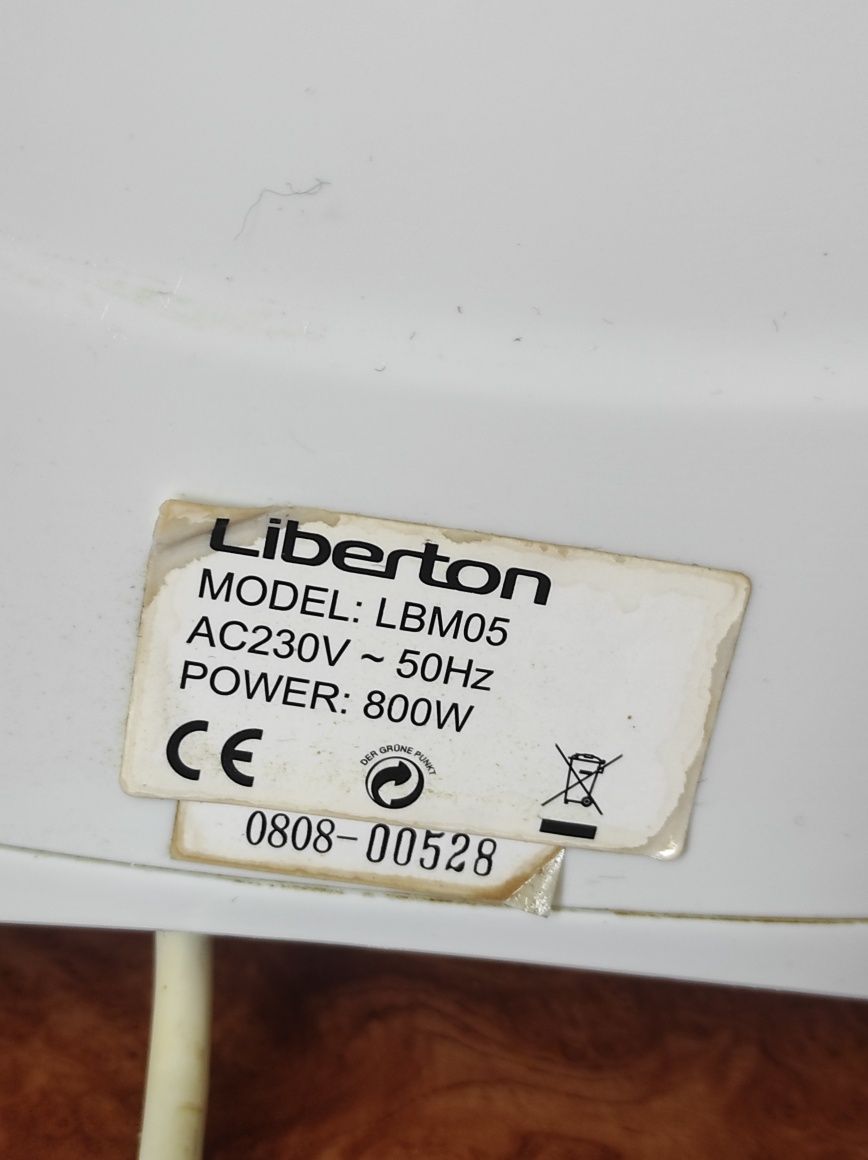 Liberton
MODEL: LBM05
AC230V ~ 50Hz
POWER: 800W
CE
DER GRÜNE PUNKT
0808-00528